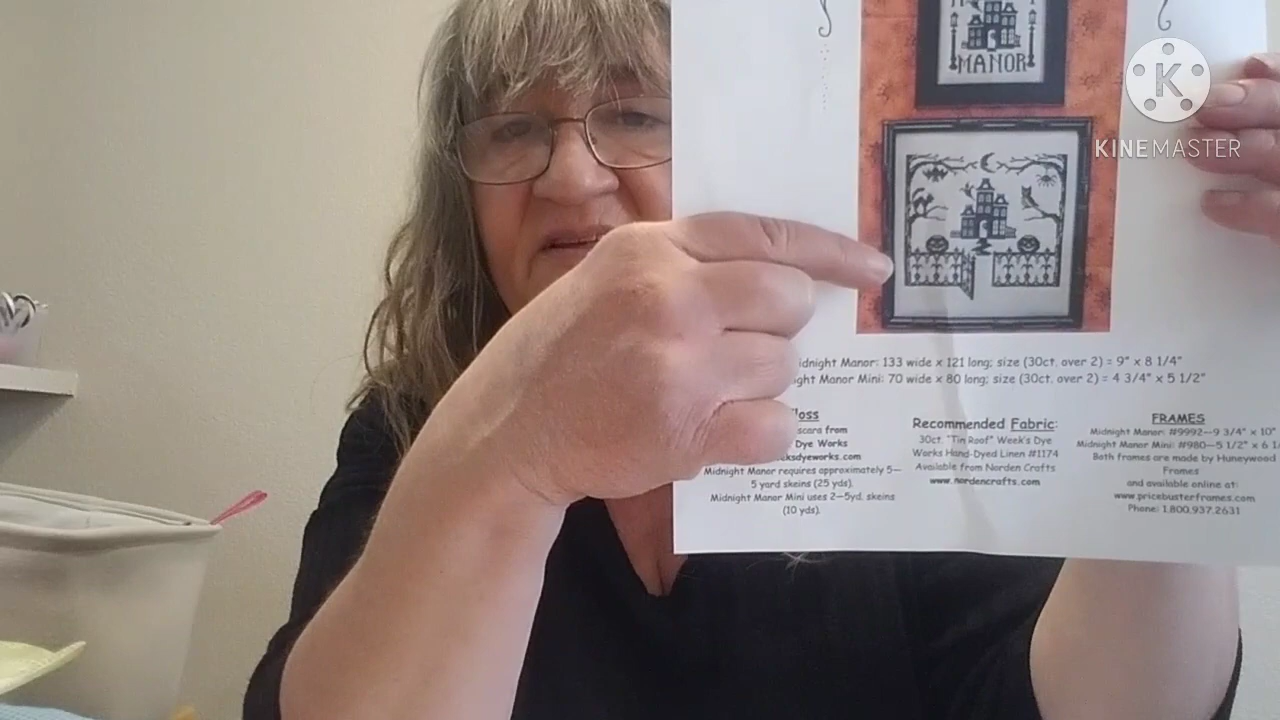 MANOR
K
KINEMASTER
idnight Manor: 133 wide x 121 long; size (30ct. over 2) = 9" x 8 1/4"
ght Manor Mini: 70 wide x 80 long; size (30ct. over 2) = 4 3/4" x 5 1/2"
loss
scara from
Dye Works
ksdyeworks.com
Midnight Manor requires approximately 5—
5 yard skeins (25 yds).
Midnight Manor Mini uses 2—5yd. skeins
(10 yds).
Recommended Fabric:
30ct. "Tin Roof" Week's Dye
Works Hand-Dyed Linen #1174
Available from Norden Crafts
www.nordencrafts.com
FRAMES
Midnight Manor: #9992—9 3/4" x 10"
Midnight Manor Mini: #980—5 1/2" x 6 1/
Both frames are made by Huneywood
Frames
and available online at:
www.pricebusterframes.com
Phone: 1.800.937.2631